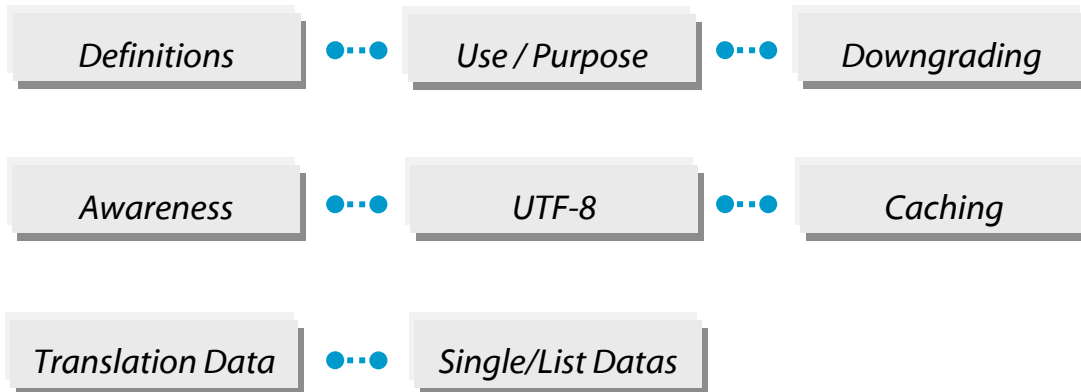 Definitions
Use / Purpose
Downgrading
Awareness
UTF-8
Caching
Translation Data
Single/List Datas